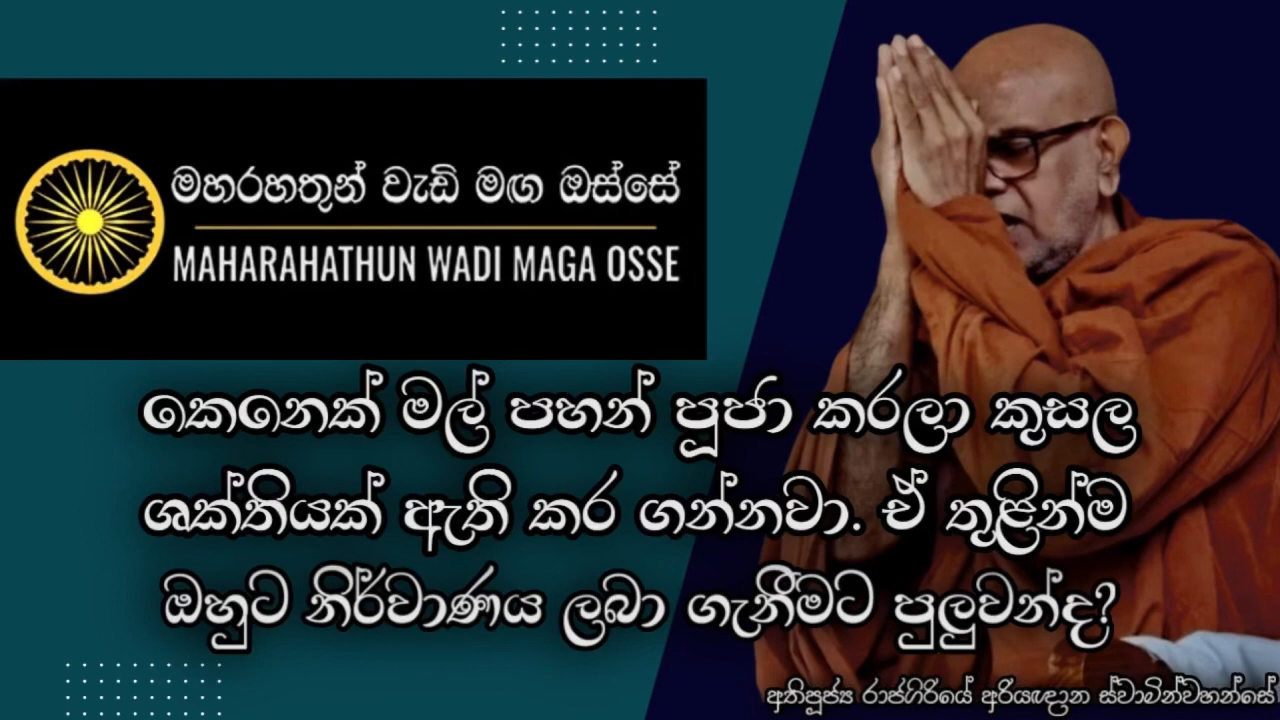 මහරහතුන් වැඩි මඟ ඔස්සේ
MAHARAHATHUN WADI MAGA OSSE
කෙනෙක් මල් පහන් පූජා කරලා කුසල
ශක්තියක් ඇති කර ගන්නවා. ඒ තුළින්ම
ඔහුට නිර්වාණය ලබා ගැනීමට පුලුවන්ද?
අතිපූජ්‍ය රාජ්ගිරියේ අරියඥාන ස්වාමින්වහන්සේ